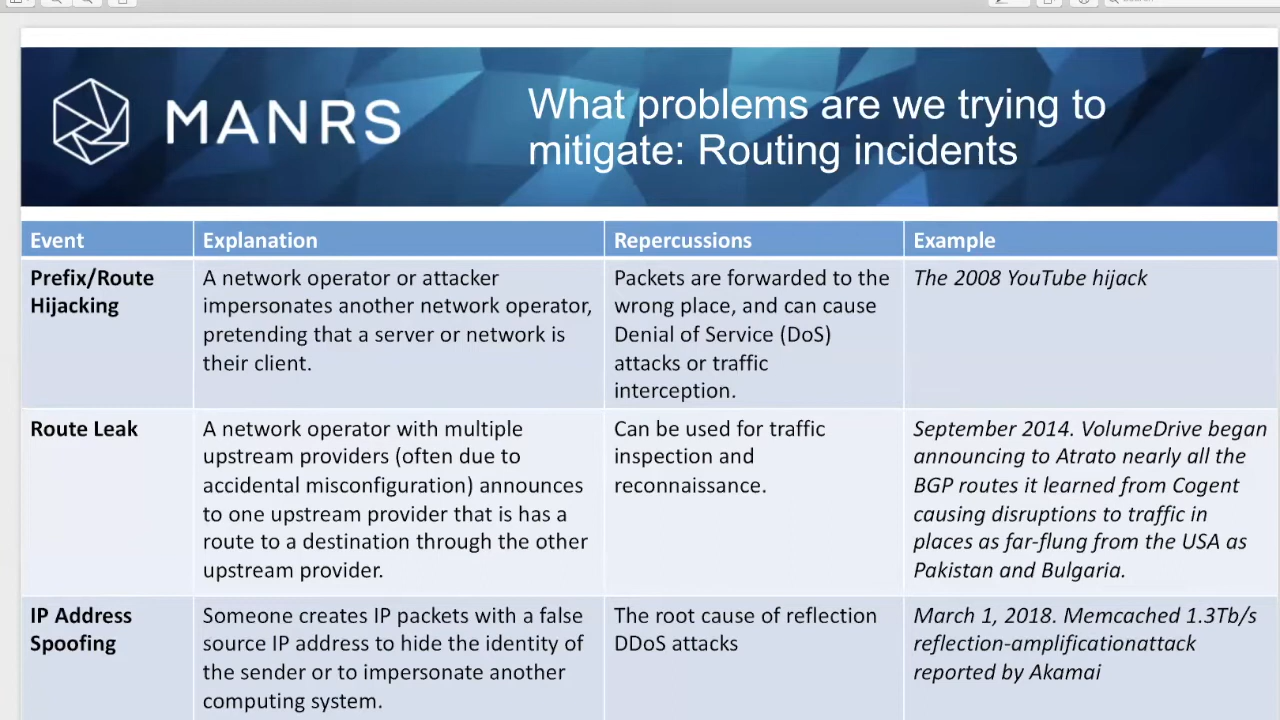 MANRS
What problems are we trying to
mitigate: Routing incidents
Event
Explanation
Repercussions
Example
Prefix/Route
Hijacking
A network operator or attacker
impersonates another network operator,
pretending that a server or network is
their client.
Packets are forwarded to the
wrong place, and can cause
Denial of Service (DoS)
attacks or traffic
interception.
The 2008 YouTube hijack
Route Leak
A network operator with multiple
upstream providers (often due to
accidental misconfiguration) announces
to one upstream provider that is has a
route to a destination through the other
upstream provider.
Can be used for traffic
inspection and
reconnaissance.
September 2014. VolumeDrive began
announcing to Atrato nearly all the
BGP routes it learned from Cogent
causing disruptions to traffic in
places as far-flung from the USA as
Pakistan and Bulgaria.
IP Address
Spoofing
Someone creates IP packets with a false
source IP address to hide the identity of
the sender or to impersonate another
computing system.
The root cause of reflection
DDoS attacks
March 1, 2018. Memcached 1.3Tb/s
reflection-amplificationattack
reported by Akamai